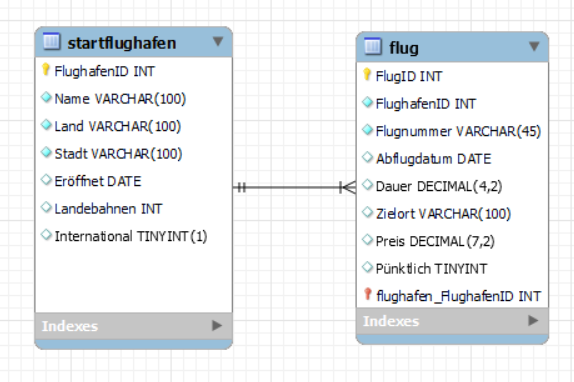 startflughafen
FlughafenID INT
Name VARCHAR(100)
Land VARCHAR(100)
Stadt VARCHAR(100)
Eröffnet DATE
Landebahnen INT
International TINYINT(1)
Indexes
flug
FlugID INT
FlughafenID INT
Flugnummer VARCHAR(45)
Abflugdatum DATE
Dauer DECIMAL(4,2)
Zielort VARCHAR(100)
Preis DECIMAL(7,2)
Pünktlich TINYINT
flughafen_FlughafenID INT
Indexes